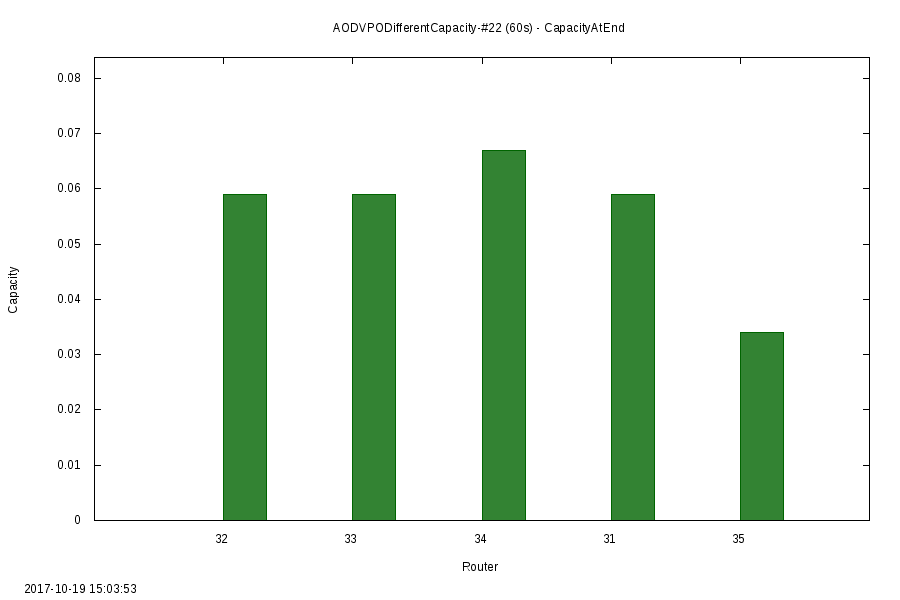 AODVPODifferentCapacity-#22 (60s) - CapacityAtEnd
0.08
0.07
0.06
0.05
0.04
0.03
0.02
0.01
0
Capacity
32 33 34 31 35
Router
2017-10-19 15:03:53